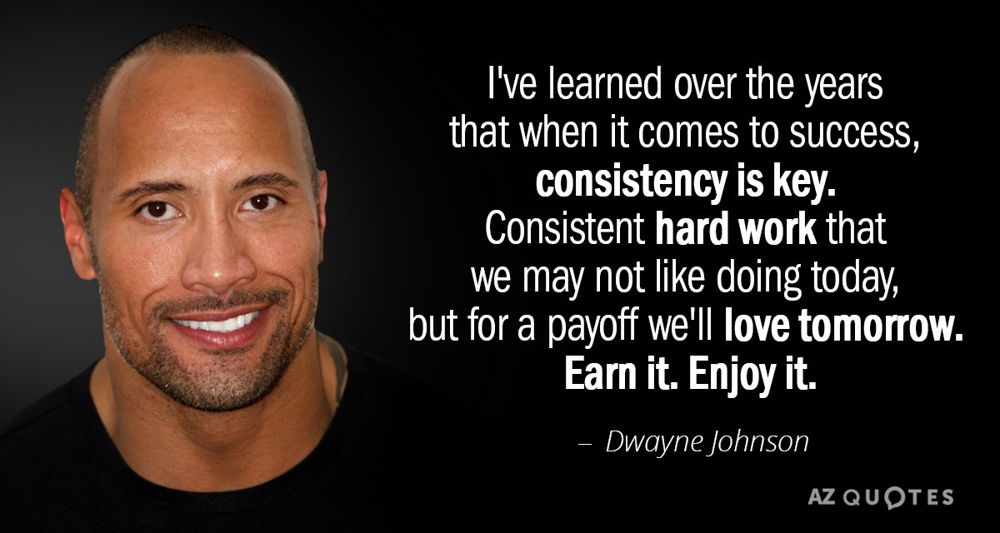 I've learned over the years
that when it comes to success,
consistency is key.
Consistent hard work that
we may not like doing today,
but for a payoff we'll love tomorrow.
Earn it. Enjoy it.
– Dwayne Johnson
AZ QUOTES